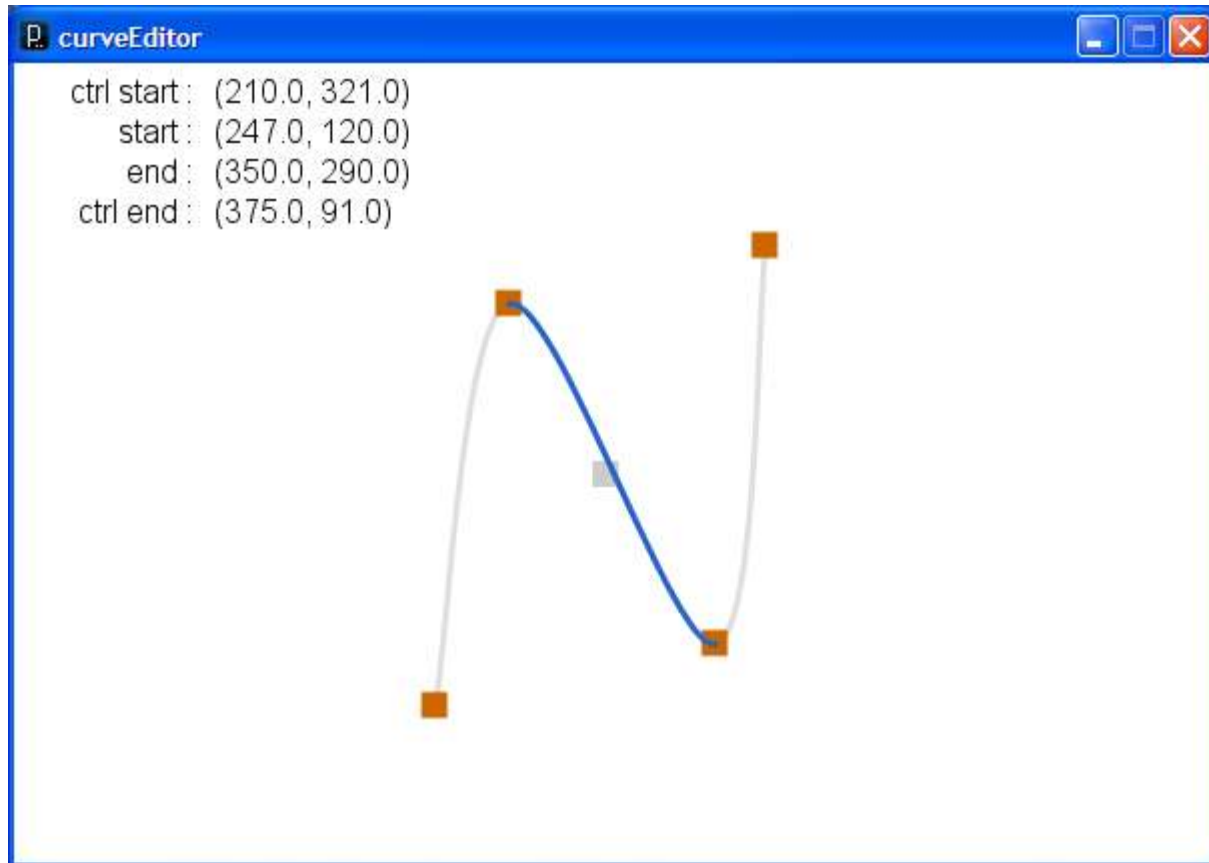 curveEditor
ctrl start : (210.0, 321.0)
start : (247.0, 120.0)
end : (350.0, 290.0)
ctrl end : (375.0, 91.0)